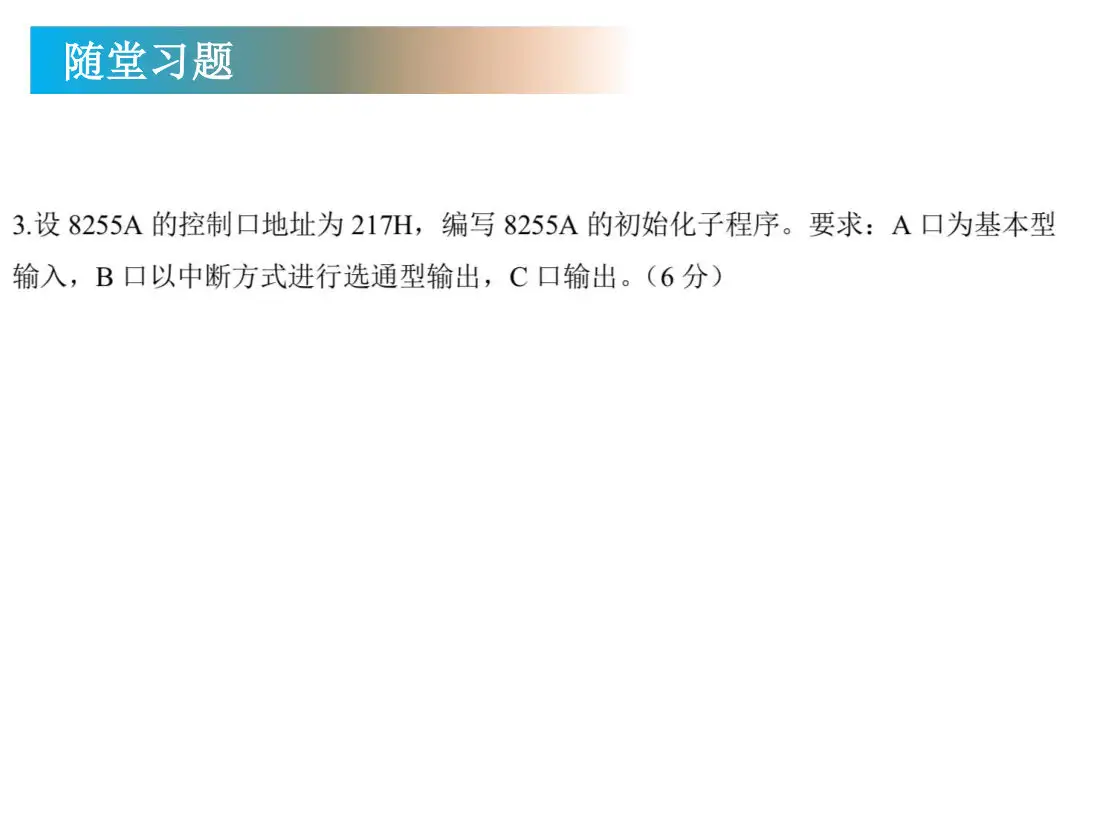 随堂习题
3.设 8255A 的控制口地址为 217H，编写 8255A 的初始化子程序。要求：A 口为基本型
输入，B 口以中断方式进行选通型输出，C 口输出。（6 分）